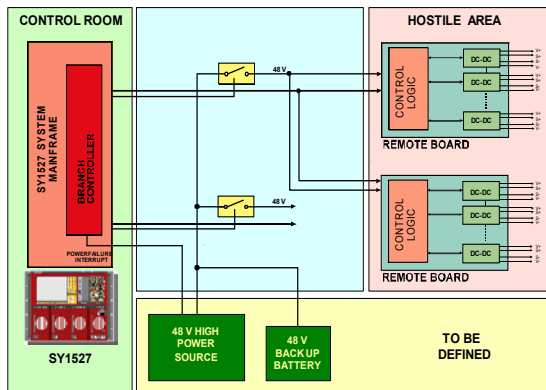 CONTROL ROOM
SY1527 SYSTEM
MAINFRAME
BRANCH
CONTROLLER
POWERFAILURE
INTERRUPT
SY1527
48 V
48 V
48 V HIGH
POWER
SOURCE
48 V
BACKUP
BATTERY
HOSTILE AREA
CONTROL
LOGIC
DC-DC
DC-DC
DC-DC
REMOTE BOARD
CONTROL
LOGIC
DC-DC
DC-DC
DC-DC
REMOTE BOARD
TO BE
DEFINED